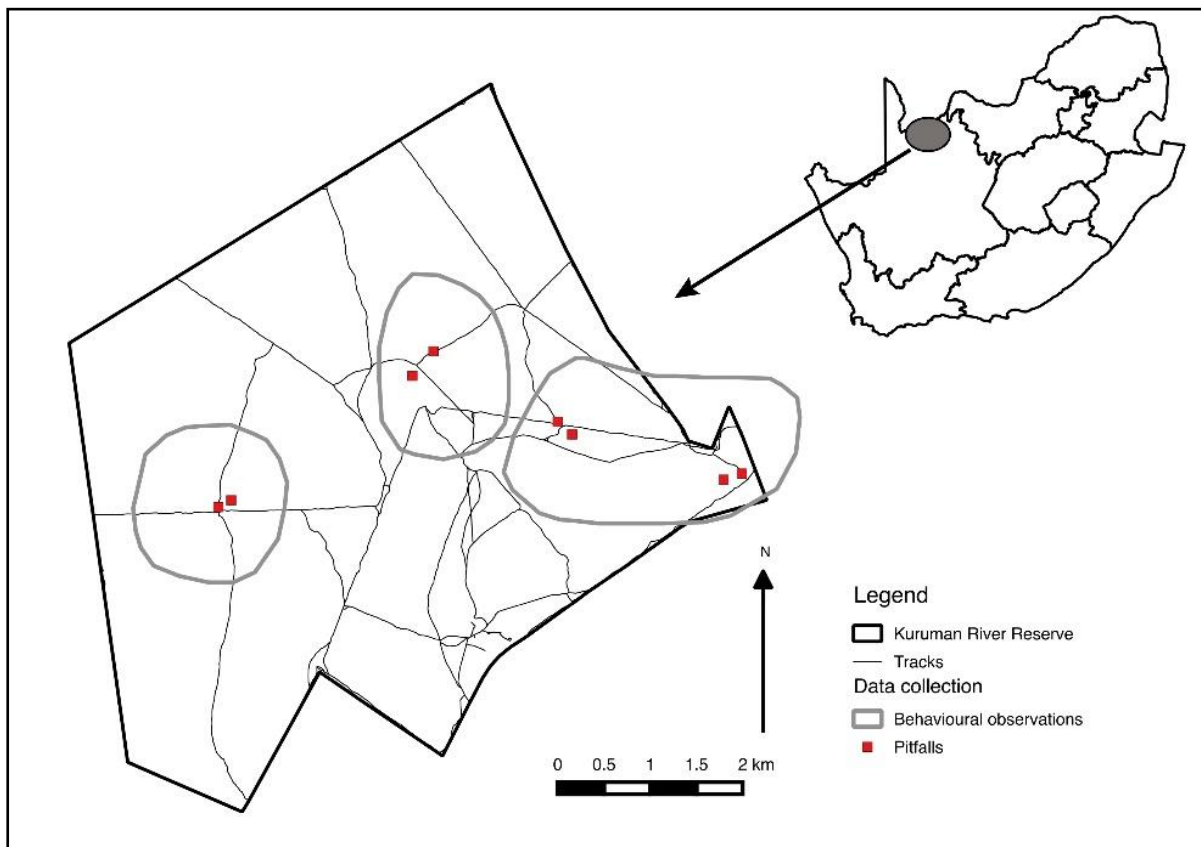 N
Legend
Kuruman River Reserve
Tracks
Data collection
Behavioural observations
Pitfalls
0 0.5 1 1.5 2 km